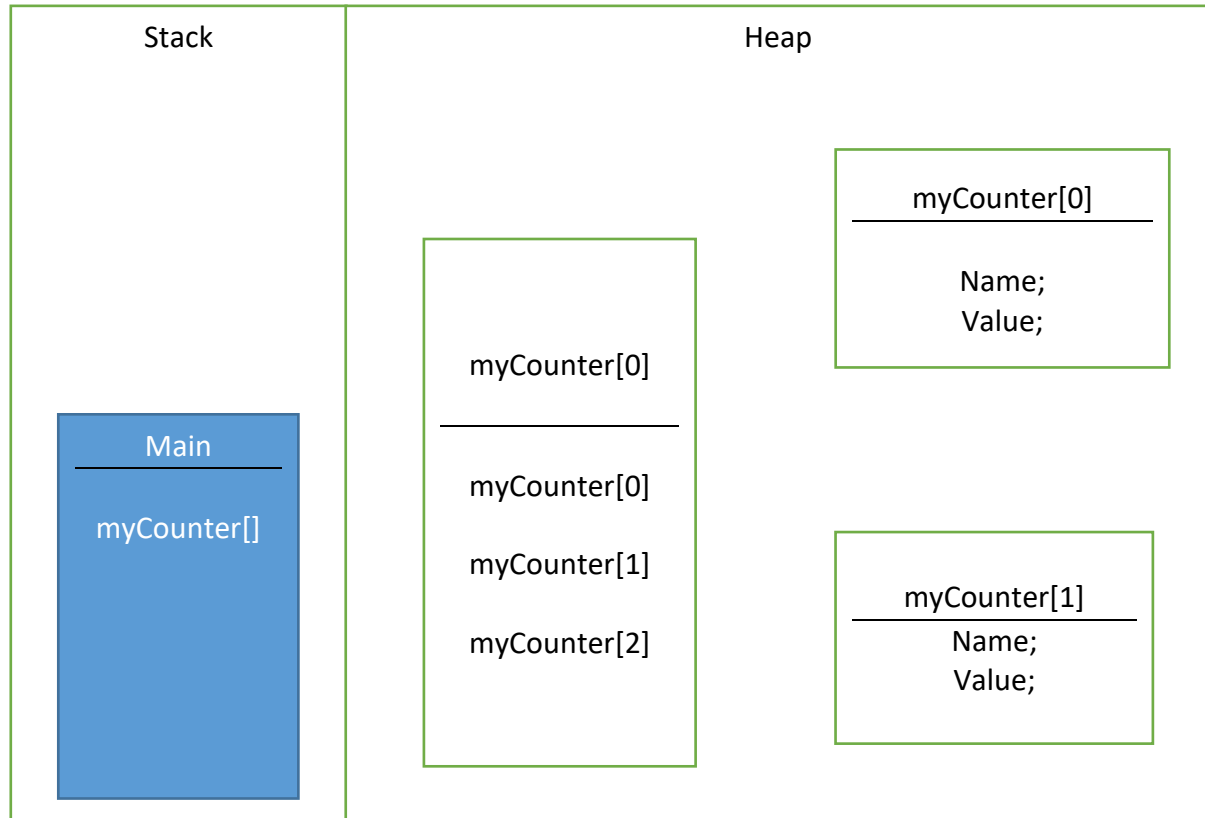 Stack
Heap
Main
myCounter[]
myCounter[0]
myCounter[0]
myCounter[1]
myCounter[2]
myCounter[0]
Name;
Value;
myCounter[1]
Name;
Value;